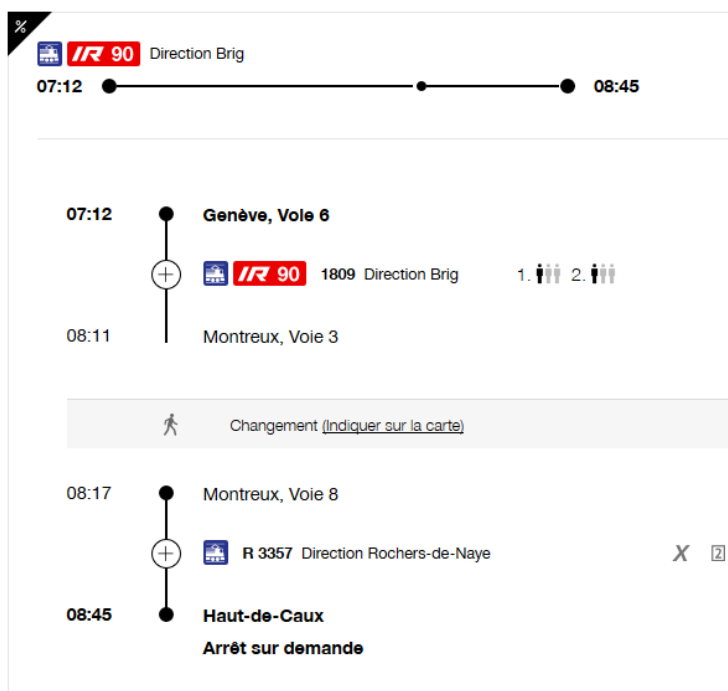 %
IR 90 Direction Brig
07:12 08:45
07:12 Genève, Voie 6
IR 90 1809 Direction Brig 1. 2.
08:11 Montreux, Voie 3
Changement (Indiquer sur la carte)
08:17 Montreux, Voie 8
R 3357 Direction Rochers-de-Naye X 2
08:45 Haut-de-Caux
Arrêt sur demande